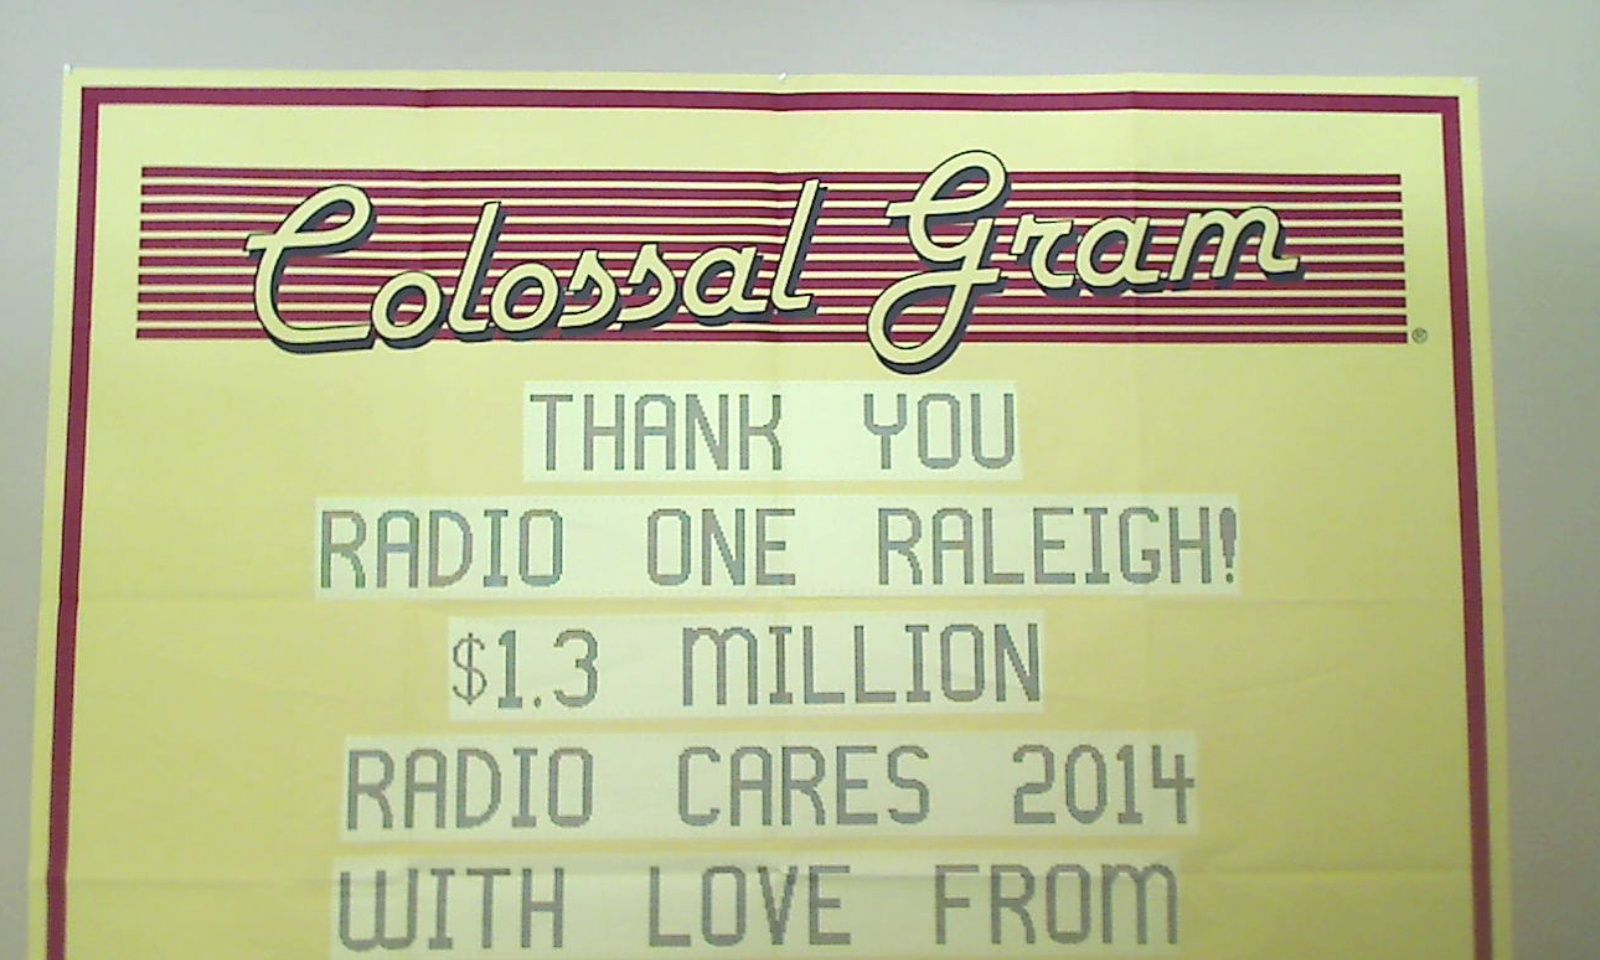 Colossal Gram ®
THANK YOU
RADIO ONE RALEIGH!
$1.3 MILLION
RADIO CARES 2014
WITH LOVE FROM